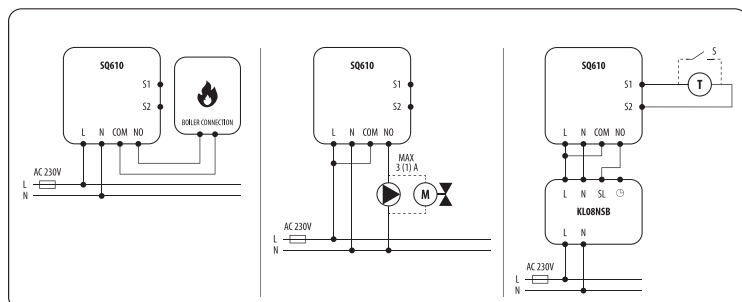 SQ610
S1
S2
L N COM NO
BOILER CONNECTION
AC 230V
L
N
SQ610
S1
S2
L N COM NO
MAX
3 (1) A
M
AC 230V
L
N
SQ610
S1
S2
L N COM NO
S
T
L N SL
KL08NSB
L N
AC 230V
L
N